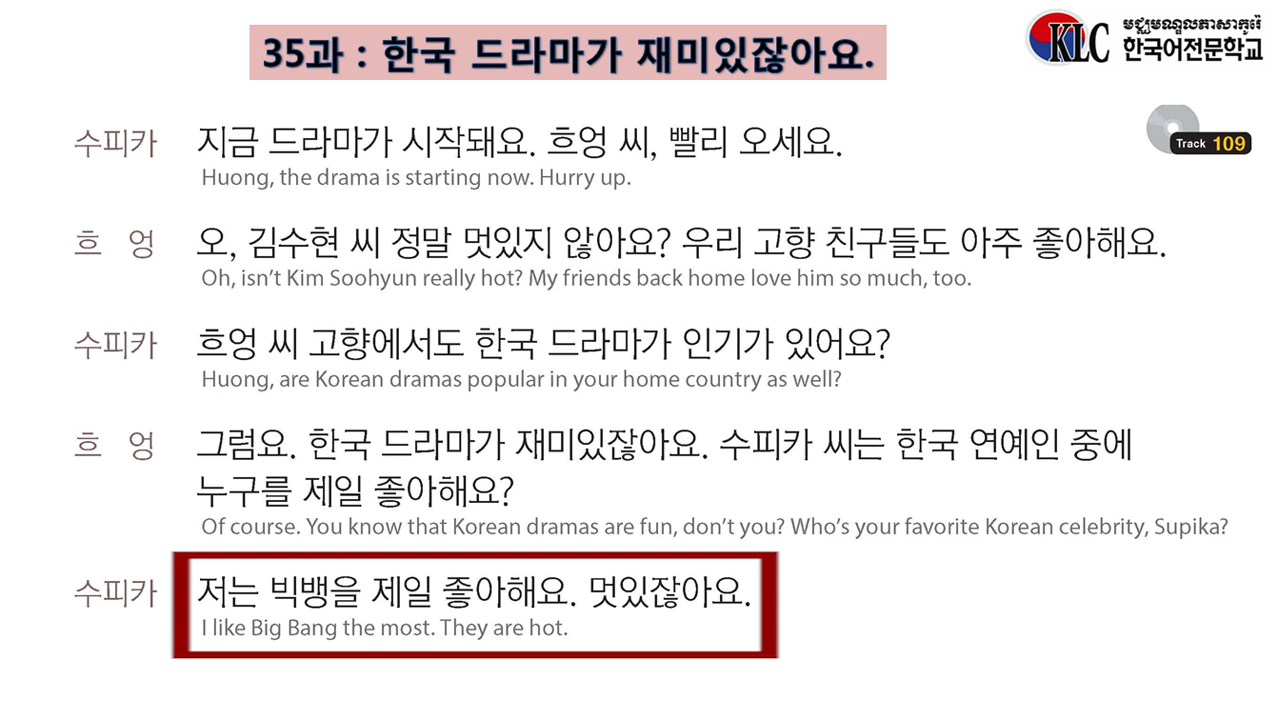 35과 : 한국 드라마가 재미있잖아요.
KLC
មជ្ឈមណ្ឌលភាសាកូរ៉េ
한국어전문학교
Track 109
수피카 지금 드라마가 시작돼요. 흐엉 씨, 빨리 오세요.
Huong, the drama is starting now. Hurry up.
흐 엉 오, 김수현 씨 정말 멋있지 않아요? 우리 고향 친구들도 아주 좋아해요.
Oh, isn't Kim Soohyun really hot? My friends back home love him so much, too.
수피카 흐엉 씨 고향에서도 한국 드라마가 인기가 있어요?
Huong, are Korean dramas popular in your home country as well?
흐 엉 그럼요. 한국 드라마가 재미있잖아요. 수피카 씨는 한국 연예인 중에
누구를 제일 좋아해요?
Of course. You know that Korean dramas are fun, don't you? Who's your favorite Korean celebrity, Supika?
수피카 저는 빅뱅을 제일 좋아해요. 멋있잖아요.
I like Big Bang the most. They are hot.